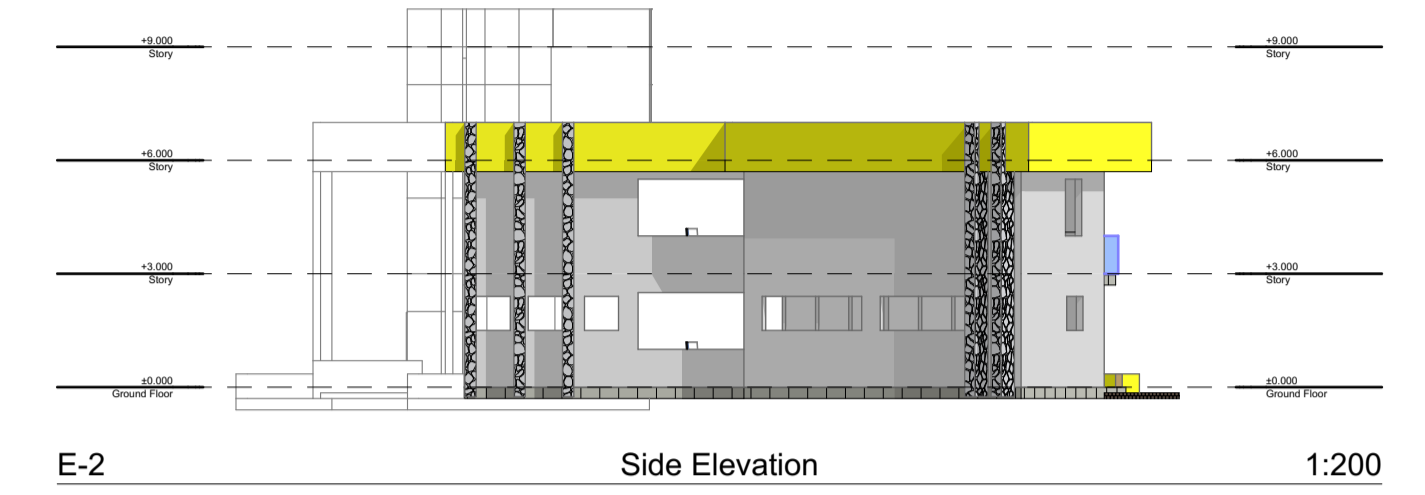 +9.000
Story
+9.000
Story
+6.000
Story
+6.000
Story
+3.000
Story
+3.000
Story
±0.000
Ground Floor
±0.000
Ground Floor
E-2 Side Elevation 1:200